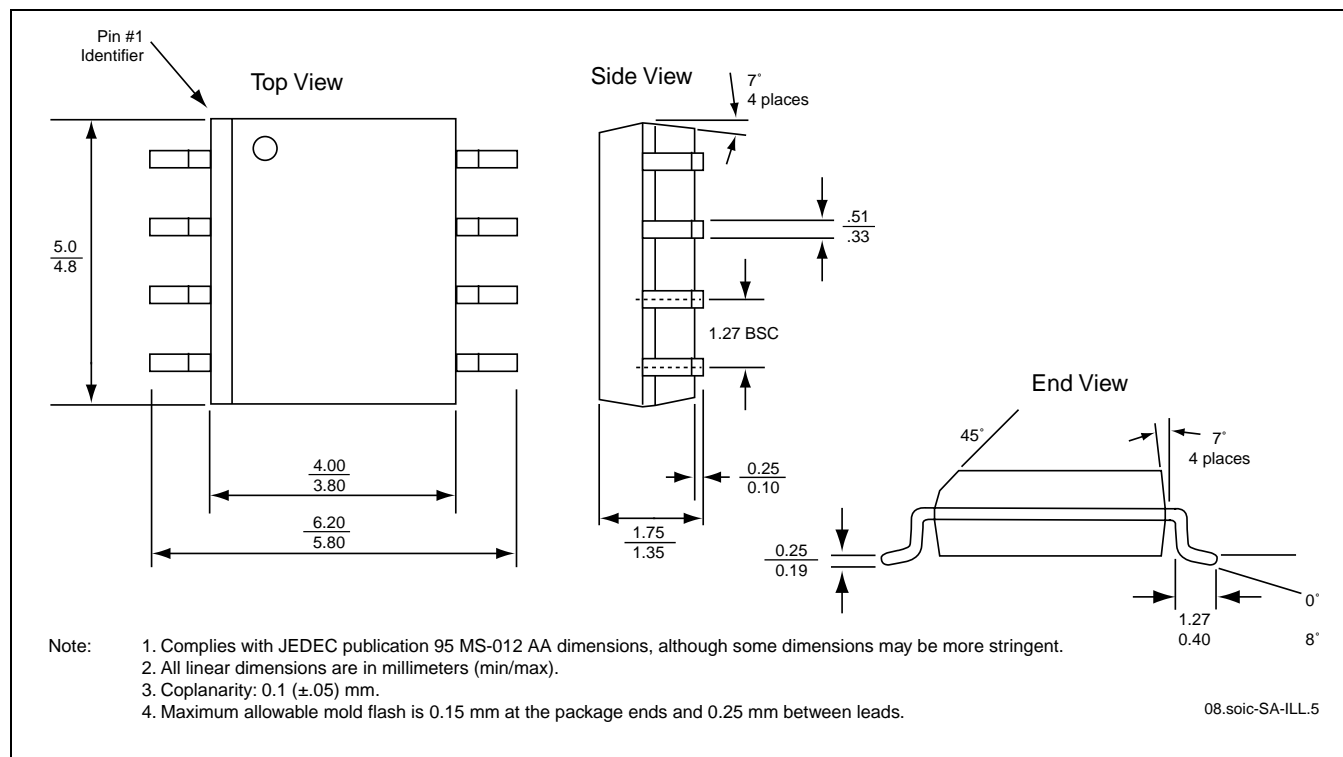 Pin #1
Identifier
Top View
Side View
7°
4 places
5.0
4.8
.51
.33
1.27 BSC
End View
45°
7°
4 places
4.00
3.80
0.25
0.10
6.20
5.80
1.75
1.35
0.25
0.19
0°
8°
1.27
0.40
Note: 1. Complies with JEDEC publication 95 MS-012 AA dimensions, although some dimensions may be more stringent.
2. All linear dimensions are in millimeters (min/max).
3. Coplanarity: 0.1 (±.05) mm.
4. Maximum allowable mold flash is 0.15 mm at the package ends and 0.25 mm between leads.
08.soic-SA-ILL.5